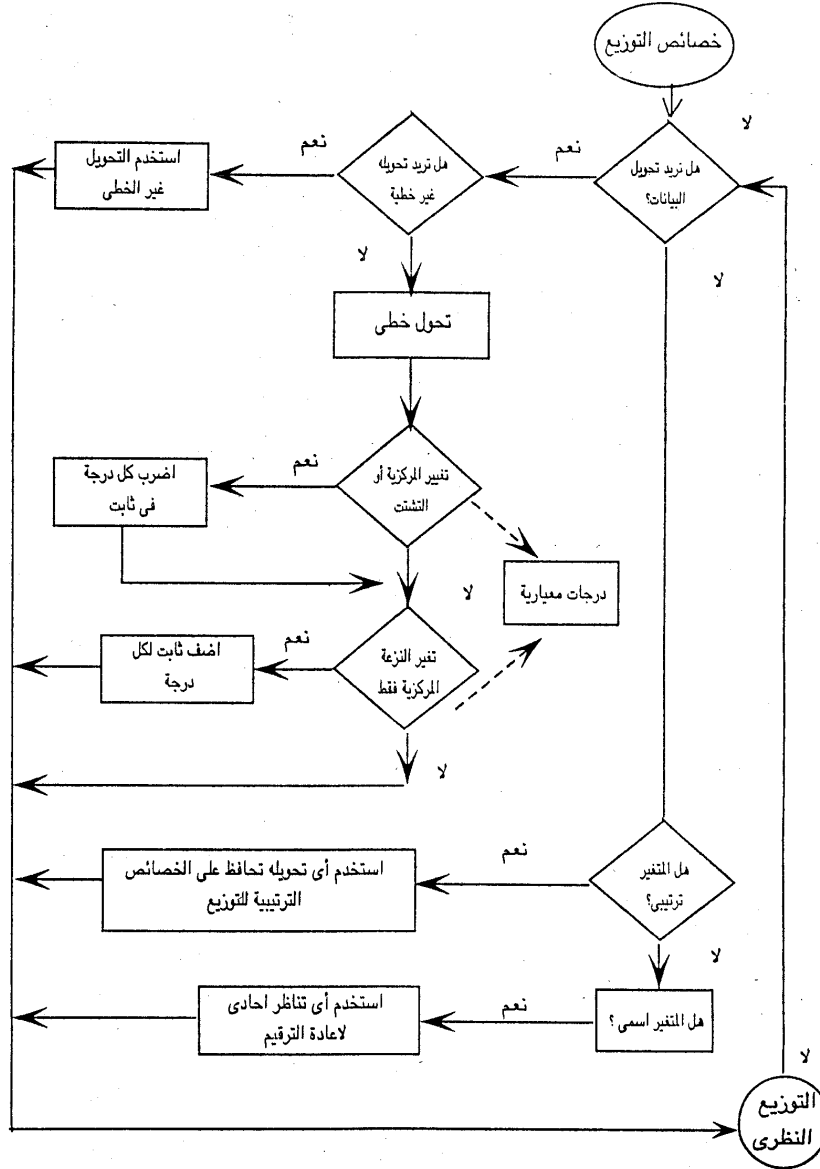 خصائص التوزيع
لا
هل تريد تحويل
البيانات؟
نعم
هل تريد تحويله
غير خطية
نعم
استخدم التحويل
غير الخطى
لا
لا
تحول خطى
تغيير المركزية أو
التشتت
نعم
اضرب كل درجة
فى ثابت
لا
درجات معيارية
تغير النزعة
المركزية فقط
نعم
اضف ثابت لكل
درجة
لا
هل المتغير
ترتيبى؟
نعم
استخدم أى تحويله تحافظ على الخصائص
الترتيبية للتوزيع
لا
هل المتغير اسمى ؟
نعم
استخدم أى تناظر احادى
لاعادة الترقيم
لا
التوزيع
النظرى